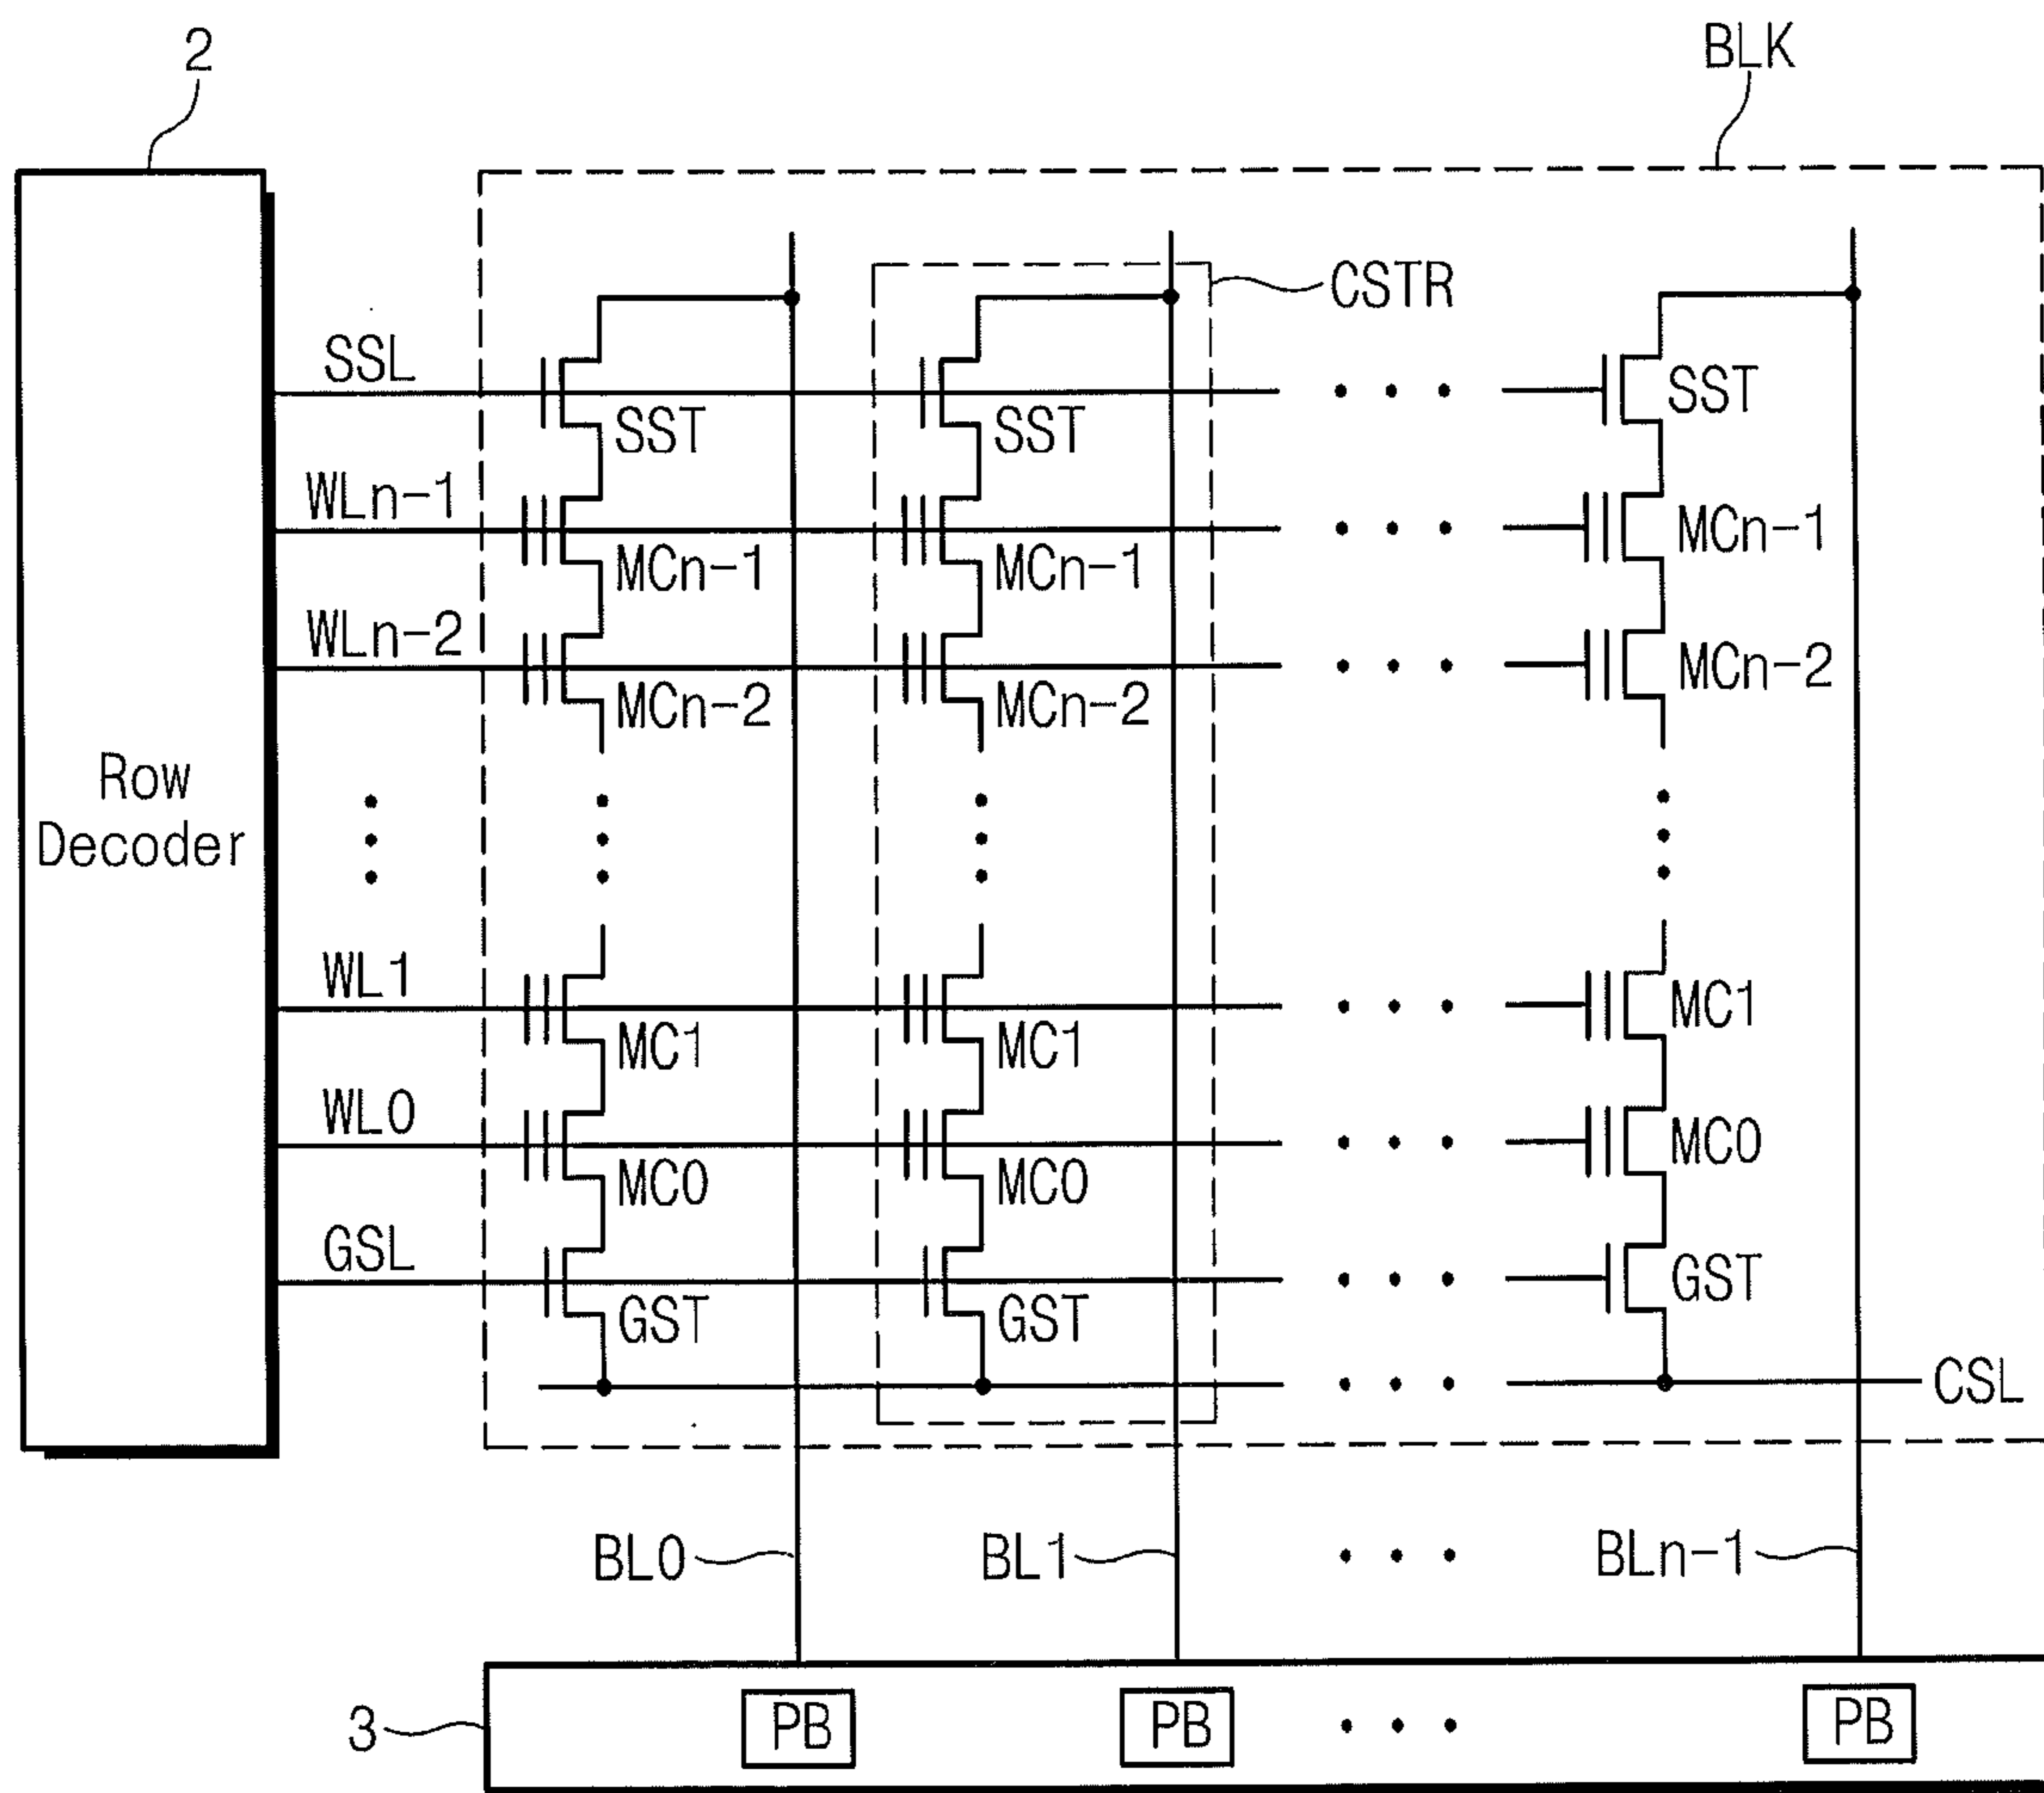 2
BLK
CSTR
SSL
SST
SST
SST
WLn-1
MCn-1
MCn-1
MCn-1
WLn-2
MCn-2
MCn-2
MCn-2
Row
Decoder
WL1
MC1
MC1
MC1
WL0
MC0
MC0
MC0
GSL
GST
GST
GST
CSL
BL0
BL1
BLn-1
3
PB
PB
PB